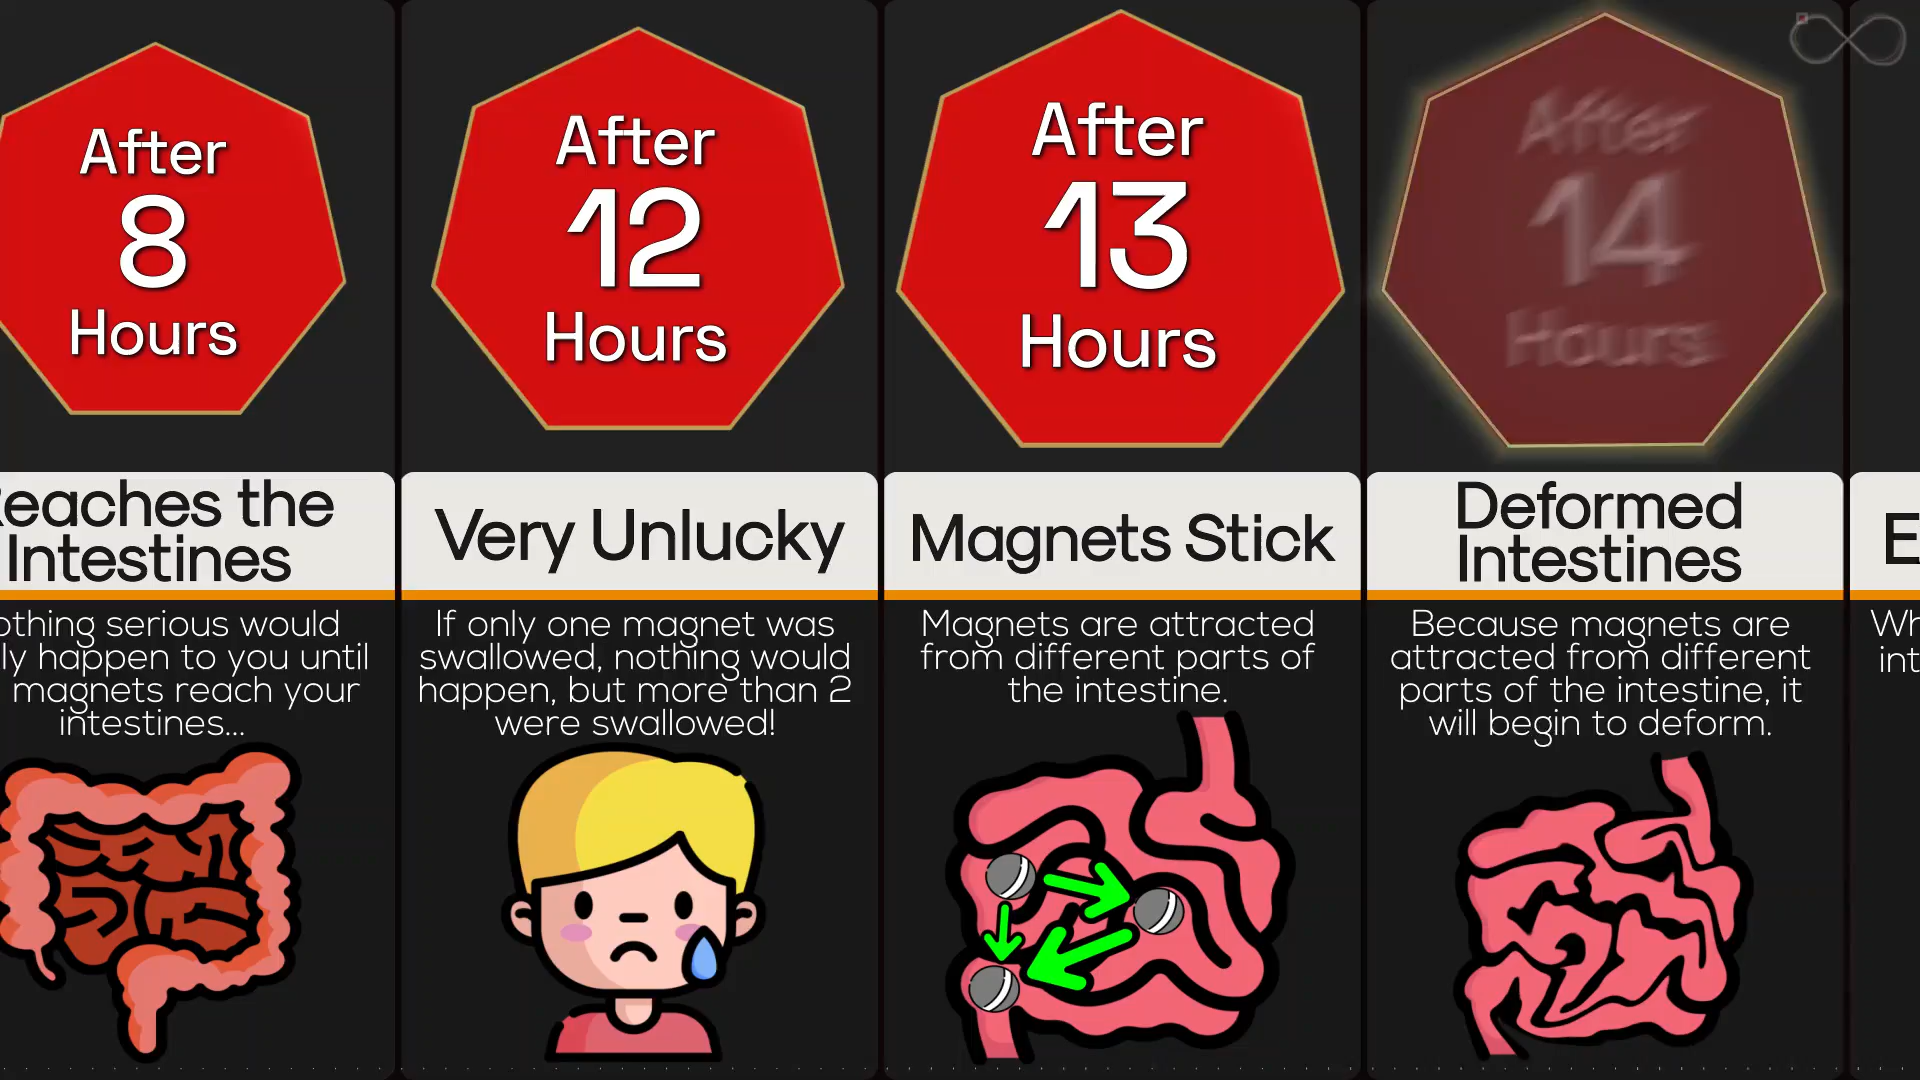 After
8
Hours
After
12
Hours
After
13
Hours
After
14
Hours
eaches the
Intestines
Very Unlucky
Magnets Stick
Deformed
Intestines
E
othing serious would
ly happen to you until
magnets reach your
intestines...
If only one magnet was
swallowed, nothing would
happen, but more than 2
were swallowed!
Magnets are attracted
from different parts of
the intestine.
Because magnets are
attracted from different
parts of the intestine, it
will begin to deform.
Wh
int